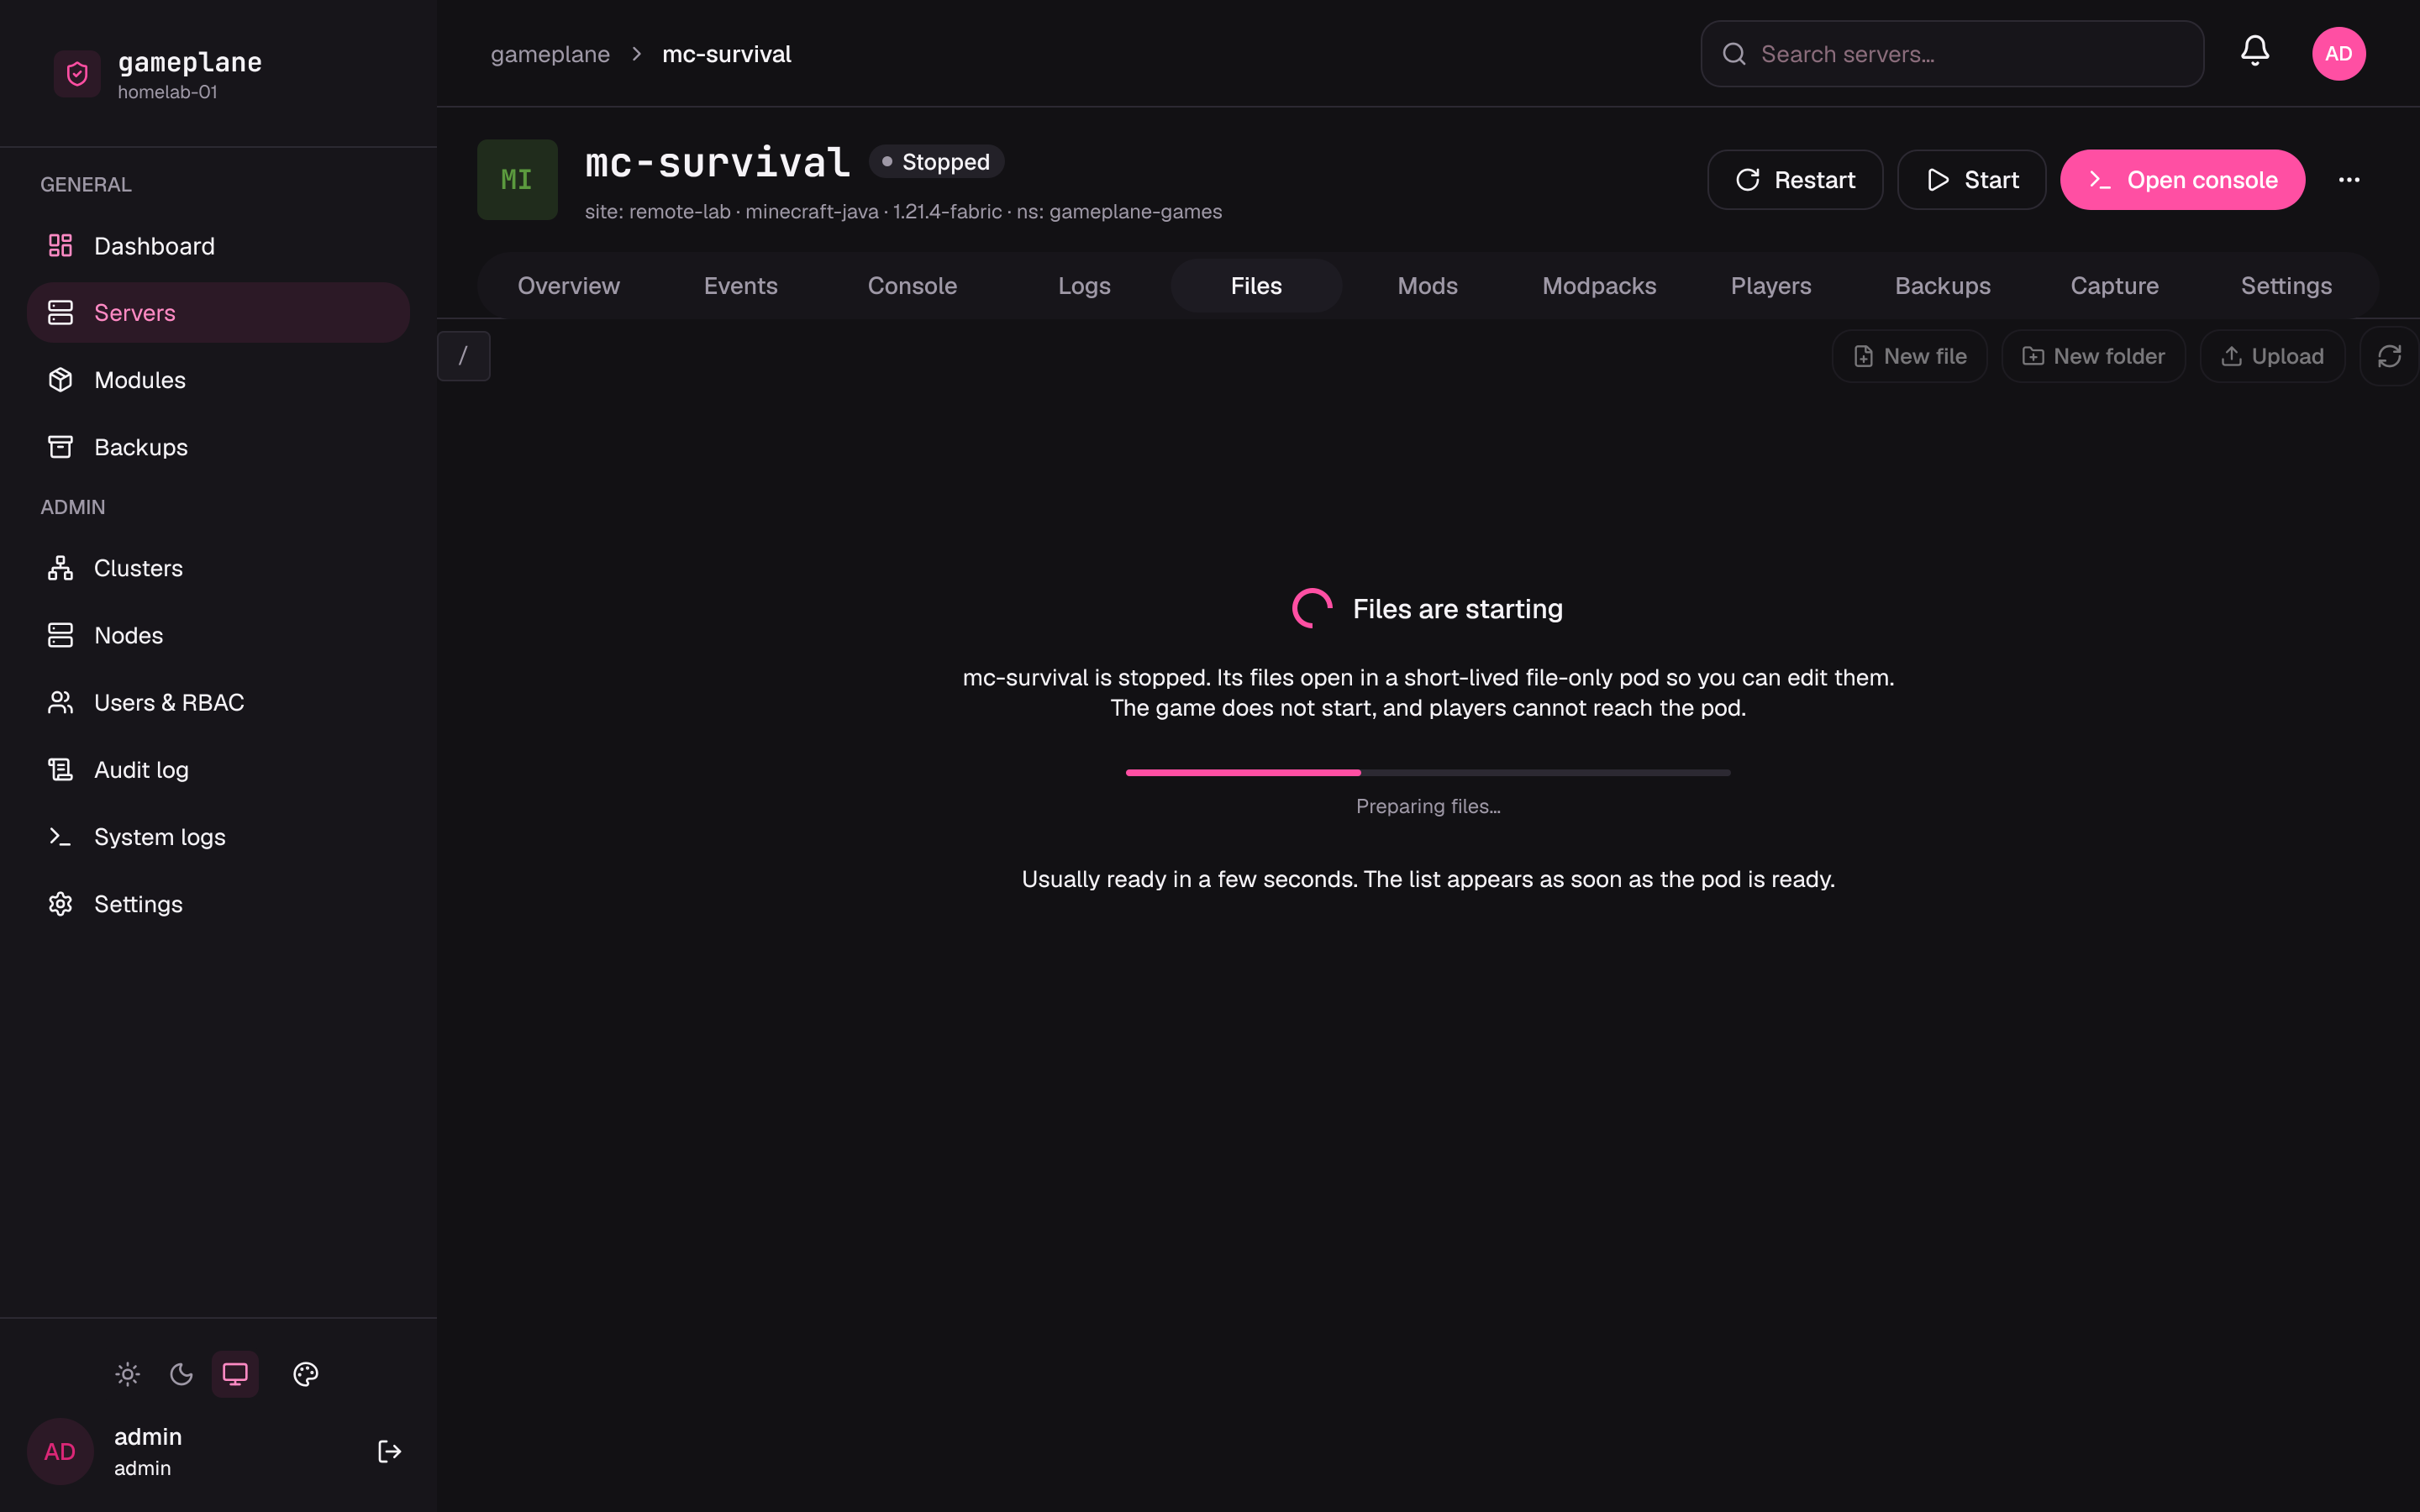 gameplane
homelab-01
GENERAL
Dashboard
Servers
Modules
Backups
ADMIN
Clusters
Nodes
Users & RBAC
Audit log
System logs
Settings
AD
admin
admin
gameplane
mc-survival
Search servers...
AD
MI
mc-survival
Stopped
site: remote-lab · minecraft-java · 1.21.4-fabric · ns: gameplane-games
Restart
Start
Open console
Overview
Events
Console
Logs
Files
Mods
Modpacks
Players
Backups
Capture
Settings
/
New file
New folder
Upload
Files are starting
mc-survival is stopped. Its files open in a short-lived file-only pod so you can edit them.
The game does not start, and players cannot reach the pod.
Preparing files...
Usually ready in a few seconds. The list appears as soon as the pod is ready.